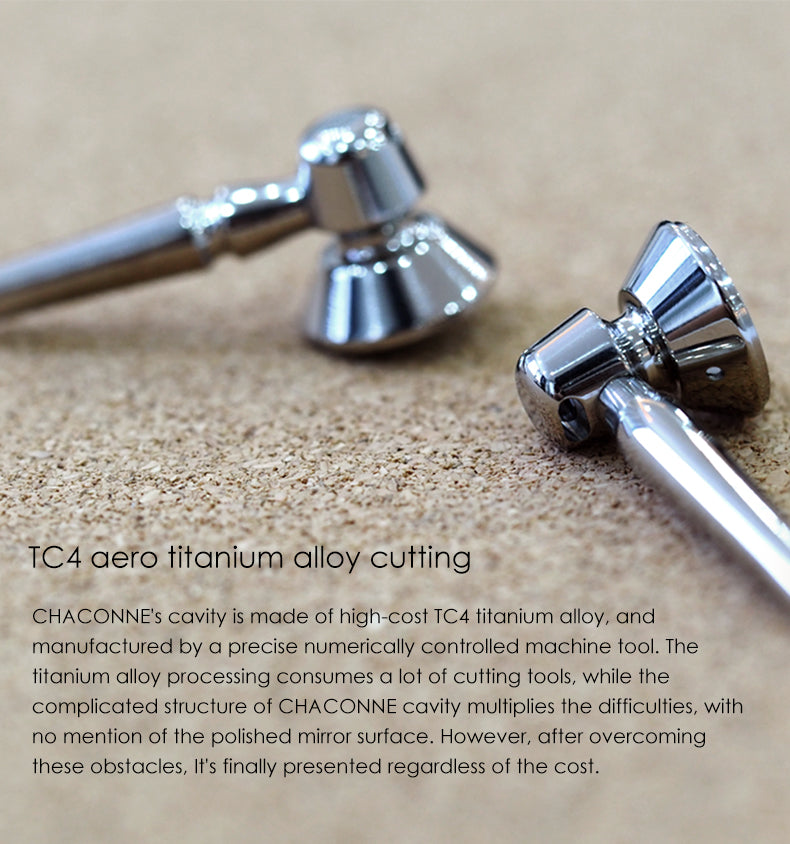 TC4 aero titanium alloy cutting
CHACONNE's cavity is made of high-cost TC4 titanium alloy, and
manufactured by a precise numerically controlled machine tool. The
titanium alloy processing consumes a lot of cutting tools, while the
complicated structure of CHACONNE cavity multiplies the difficulties, with
no mention of the polished mirror surface. However, after overcoming
these obstacles, It's finally presented regardless of the cost.